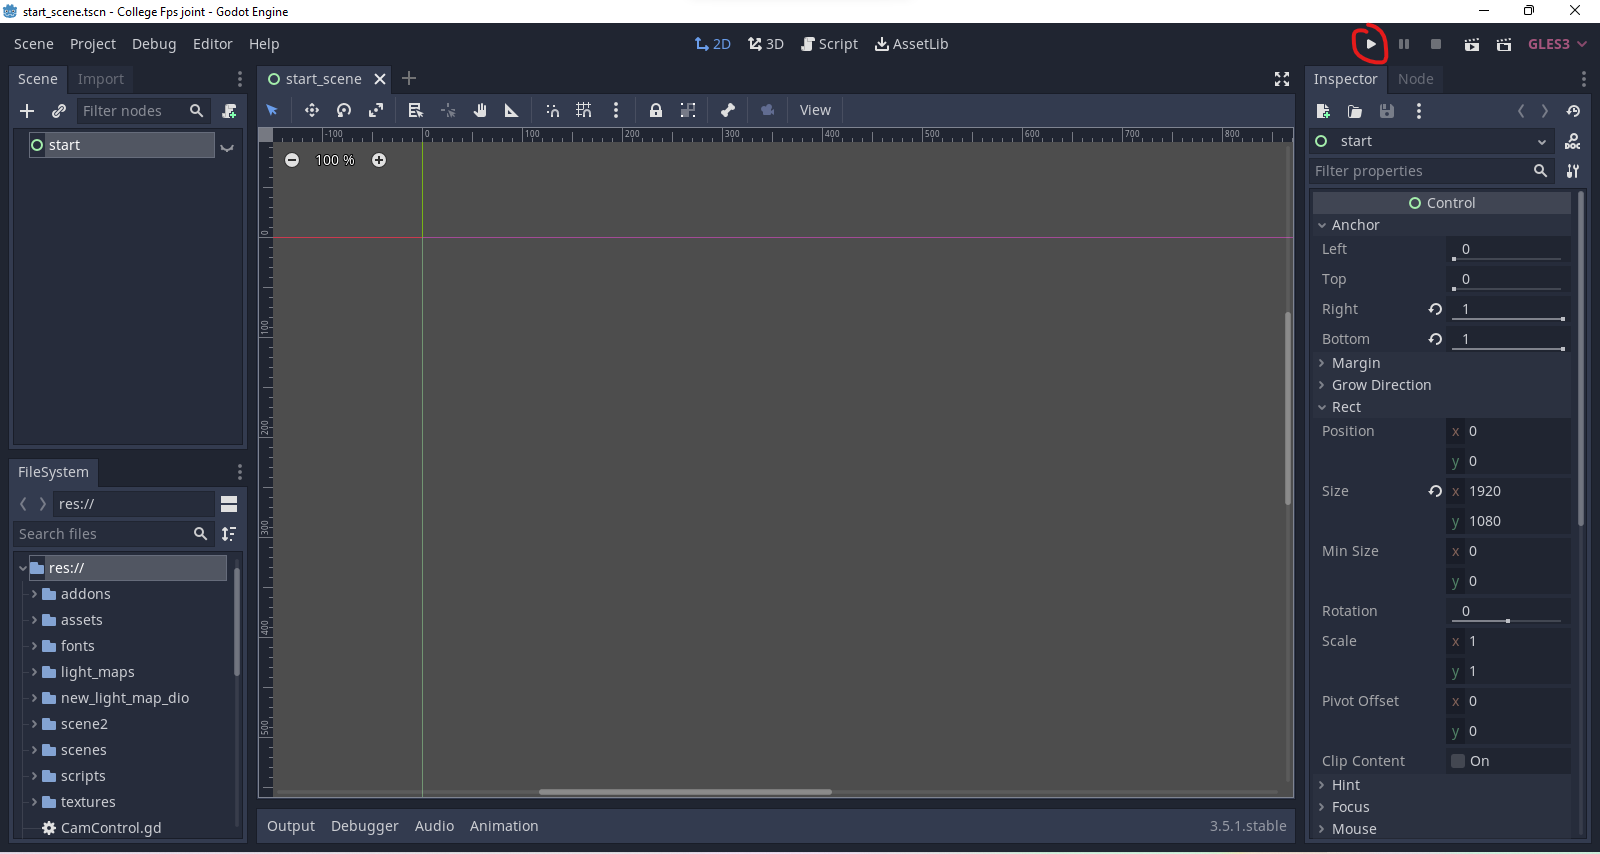 start_scene.tscn - College Fps joint - Godot Engine
Scene Project Debug Editor Help
2D 3D Script AssetLib
GLES3
Scene Import
Filter nodes
start
FileSystem
res://
Search files
res://
addons
assets
fonts
light_maps
new_light_map_dio
scene2
scenes
scripts
textures
CamControl.gd
start_scene
View
-100 0 100 200 300 400 500 600 700 800
100 %
0
100
200
300
400
500
Output Debugger Audio Animation 3.5.1.stable
Inspector Node
DOC
start
Filter properties
Control
Anchor
Left 0
Top 0
Right 1
Bottom 1
Margin
Grow Direction
Rect
Position x 0
y 0
Size x 1920
y 1080
Min Size x 0
y 0
Rotation 0
Scale x 1
y 1
Pivot Offset x 0
y 0
Clip Content On
Hint
Focus
Mouse